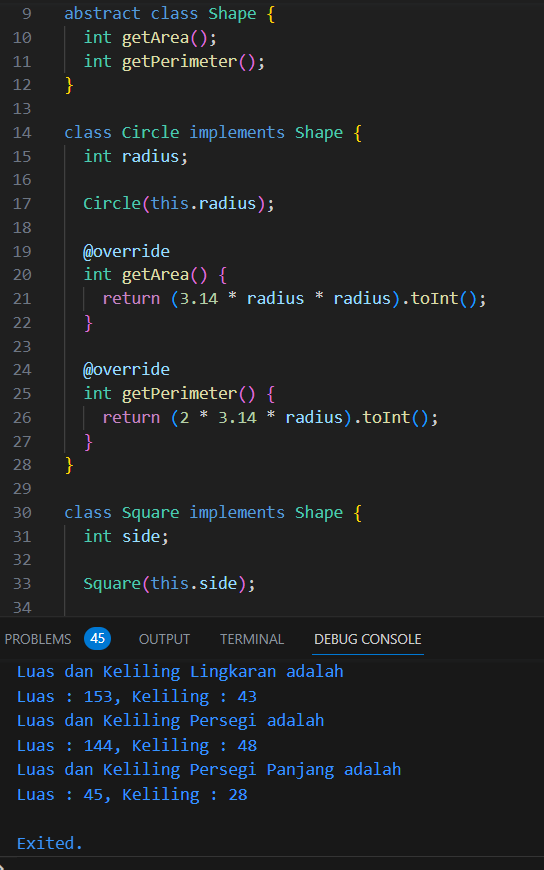 9 abstract class Shape {
10 int getArea();
11 int getPerimeter();
12 }
13
14 class Circle implements Shape {
15 int radius;
16
17 Circle(this.radius);
18
19 @override
20 int getArea() {
21 return (3.14 * radius * radius).toInt();
22 }
23
24 @override
25 int getPerimeter() {
26 return (2 * 3.14 * radius).toInt();
27 }
28 }
29
30 class Square implements Shape {
31 int side;
32
33 Square(this.side);
34
PROBLEMS 45 OUTPUT TERMINAL DEBUG CONSOLE
Luas dan Keliling Lingkaran adalah
Luas : 153, Keliling : 43
Luas dan Keliling Persegi adalah
Luas : 144, Keliling : 48
Luas dan Keliling Persegi Panjang adalah
Luas : 45, Keliling : 28
Exited.